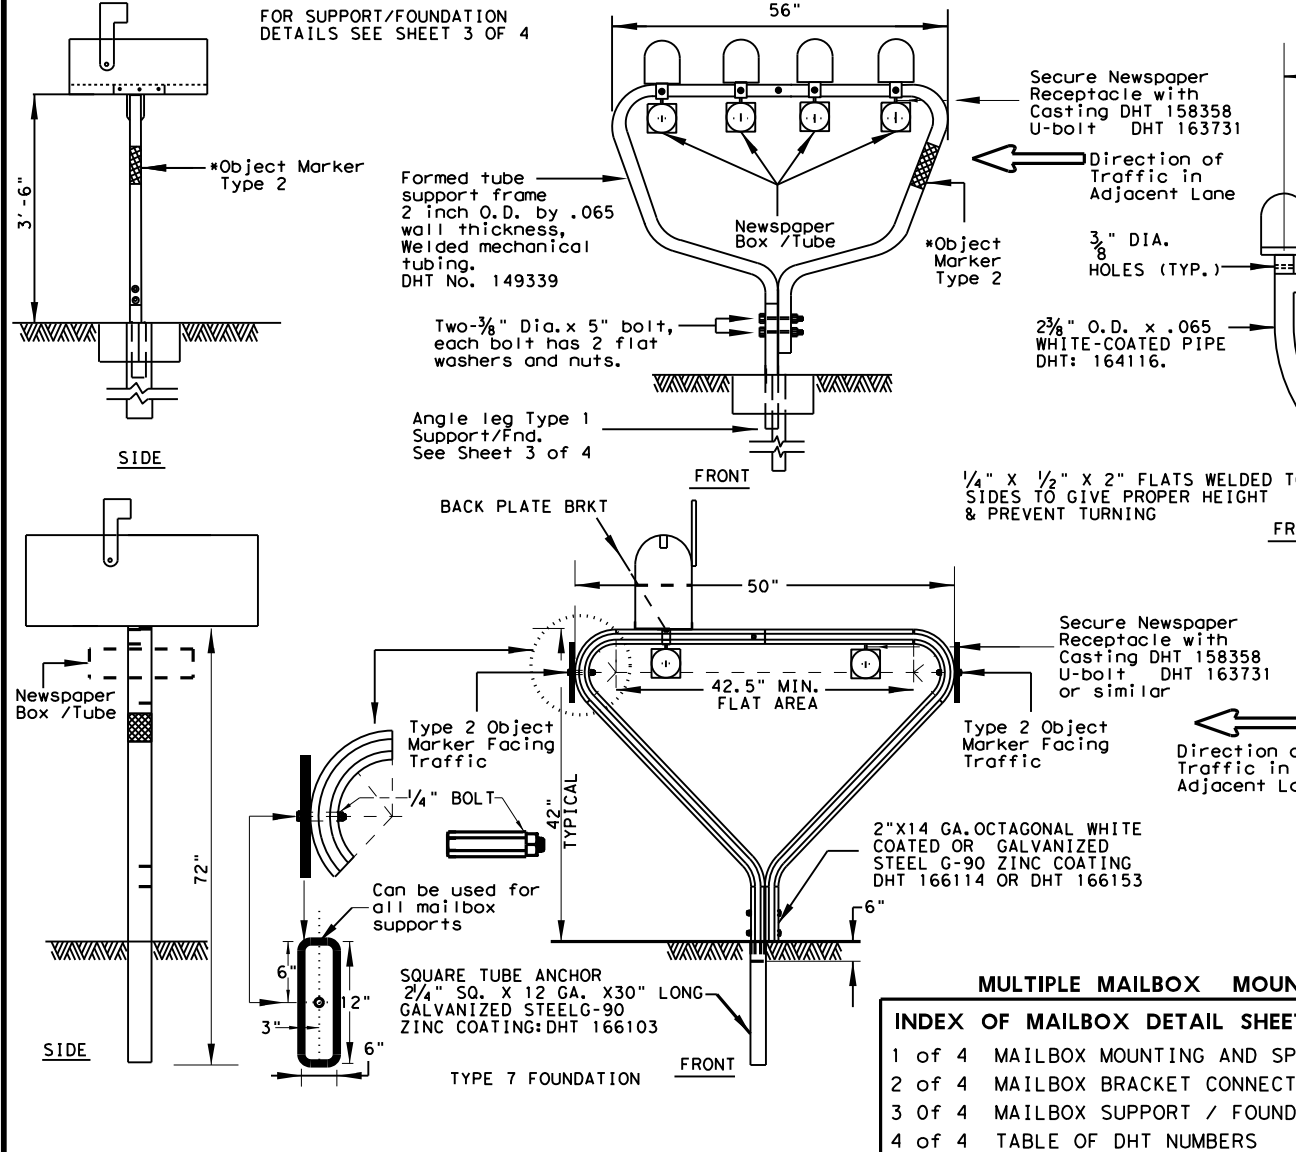 FOR SUPPORT/FOUNDATION
DETAILS SEE SHEET 3 OF 4
3'-6"
*Object Marker
Type 2
SIDE
56"
Secure Newspaper
Receptacle with
Casting DHT 158358
U-bolt DHT 163731
Direction of
Traffic in
Adjacent Lane
Formed tube
support frame
2 inch O.D. by .065
wall thickness,
Welded mechanical
tubing.
DHT No. 149339
Newspaper
Box /Tube
*Object
Marker
Type 2
Two-3/8" Dia.x 5" bolt,
each bolt has 2 flat
washers and nuts.
Angle leg Type 1
Support/Fnd.
See Sheet 3 of 4
FRONT
3/8" DIA.
HOLES (TYP.)
2 3/8" O.D. x .065
WHITE-COATED PIPE
DHT: 164116.
1/4" X 1/2" X 2" FLATS WELDED
SIDES TO GIVE PROPER HEIGHT
& PREVENT TURNING
BACK PLATE BRKT
50"
Secure Newspaper
Receptacle with
Casting DHT 158358
U-bolt DHT 163731
or similar
Direction
Traffic in
Adjacent
42.5" MIN.
FLAT AREA
Type 2 Object
Marker Facing
Traffic
Type 2 Object
Marker Facing
Traffic
Newspaper
Box /Tube
72"
SIDE
1/4" BOLT
42"
TYPICAL
Can be used for
all mailbox
supports
6"
12"
3"
6"
2"X14 GA.OCTAGONAL WHITE
COATED OR GALVANIZED
STEEL G-90 ZINC COATING
DHT 166114 OR DHT 166153
6"
SQUARE TUBE ANCHOR
2 1/4" SQ. X 12 GA. X30" LONG
GALVANIZED STEELG-90
ZINC COATING:DHT 166103
TYPE 7 FOUNDATION
FRONT
MULTIPLE MAILBOX
INDEX OF MAILBOX DETAIL
1 of 4 MAILBOX MOUNTING AND
2 of 4 MAILBOX BRACKET
3 Of 4 MAILBOX SUPPORT /
4 of 4 TABLE OF DHT NUMBERS